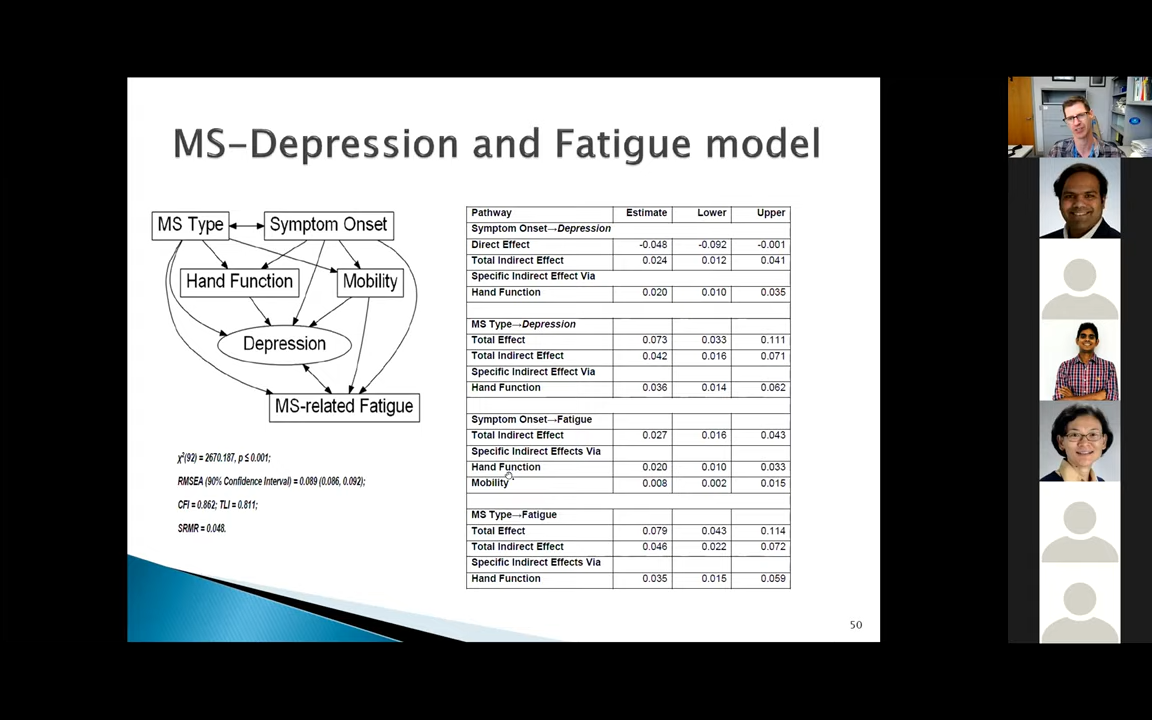 MS-Depression and Fatigue model
MS Type
Symptom Onset
Hand Function
Mobility
Depression
MS-related Fatigue
χ²(92) = 2670.187, p ≤ 0.001;
RMSEA (90% Confidence Interval) = 0.089 (0.086, 0.092);
CFI = 0.862; TLI = 0.811;
SRMR = 0.048.
Pathway Estimate Lower Upper
Symptom Onset→Depression
Direct Effect -0.048 -0.092 -0.001
Total Indirect Effect 0.024 0.012 0.041
Specific Indirect Effect Via
Hand Function 0.020 0.010 0.035
MS Type→Depression
Total Effect 0.073 0.033 0.111
Total Indirect Effect 0.042 0.016 0.071
Specific Indirect Effect Via
Hand Function 0.036 0.014 0.062
Symptom Onset→Fatigue
Total Indirect Effect 0.027 0.016 0.043
Specific Indirect Effects Via
Hand Function 0.020 0.010 0.033
Mobility 0.008 0.002 0.015
MS Type→Fatigue
Total Effect 0.079 0.043 0.114
Total Indirect Effect 0.046 0.022 0.072
Specific Indirect Effects Via
Hand Function 0.035 0.015 0.059
50